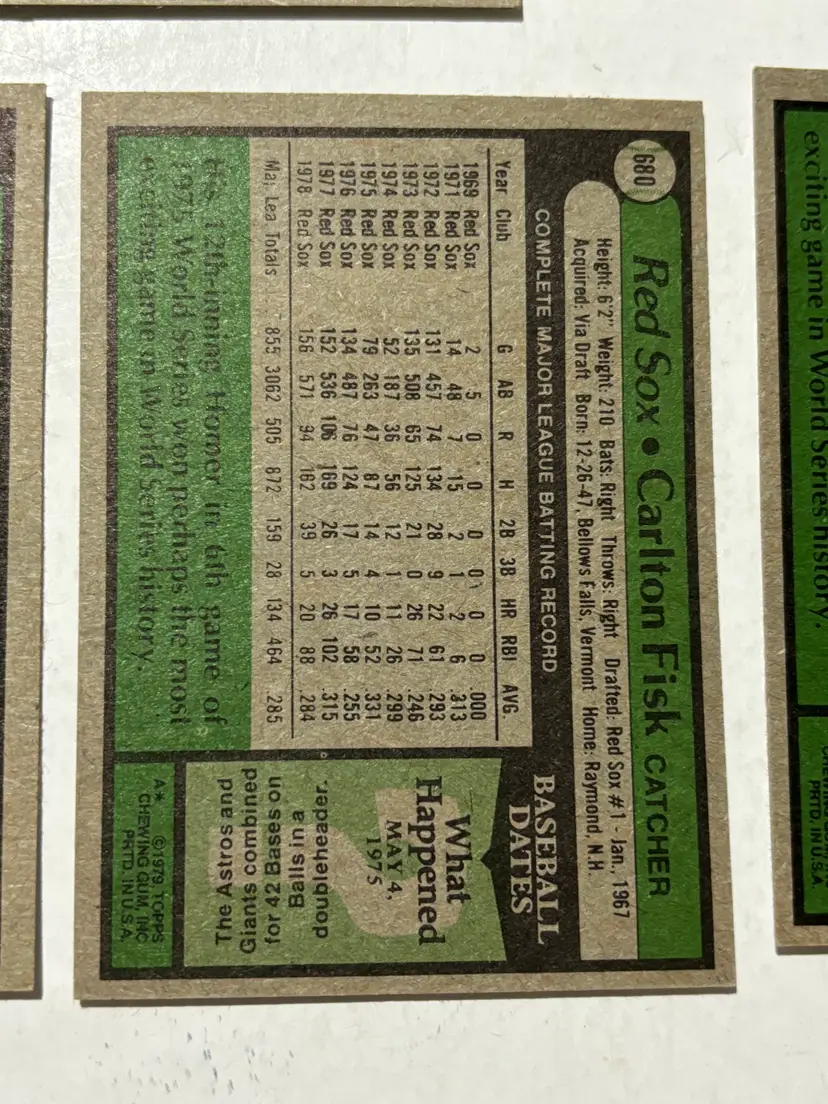 680
Red Sox • Carlton Fisk CATCHER
Height: 6'2" Weight: 210 Bats: Right Throws: Right Drafted: Red Sox #1 - Jan., 1967
Acquired: Via Draft Born: 12-26-47, Bellows Falls, Vermont Home: Raymond, N.H.
COMPLETE MAJOR LEAGUE BATTING RECORD
Year Club G AB R H 2B 3B HR RBI AVG.
1969 Red Sox 2 5 0 0 0 0 0 0 .000
1971 Red Sox 14 48 7 15 2 1 2 6 .313
1972 Red Sox 131 457 74 134 28 9 22 61 .293
1973 Red Sox 135 508 65 125 21 0 26 71 .246
1974 Red Sox 52 187 36 56 12 1 11 26 .299
1975 Red Sox 79 263 47 87 14 4 10 52 .331
1976 Red Sox 134 487 76 124 17 5 17 58 .255
1977 Red Sox 152 536 106 169 26 3 26 102 .315
1978 Red Sox 156 571 94 162 39 5 20 88 .284
Maj. Lea. Totals 855 3062 505 872 159 28 134 464 .285
His 12th-inning Homer in 6th game of
1975 World Series won perhaps the most
exciting game in World Series history.
BASEBALL
DATES
What
Happened
MAY 4,
1975
The Astros and
Giants combined
for 42 Bases on
Balls in a
doubleheader.
A* ©1979 TOPPS
CHEWING GUM, INC.
PRTD. IN U.S.A.
exciting game in World Series history.
PRTD. IN U.S.A.